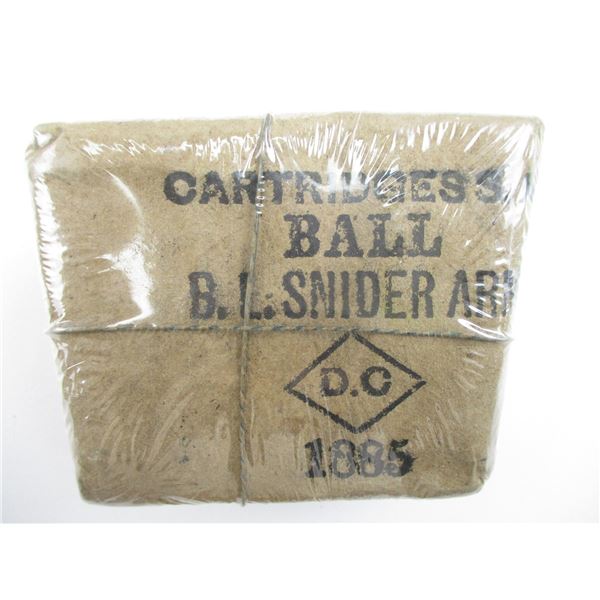 CARTRIDGES S.
BALL
B.L. SNIDER AR
D.C
1885